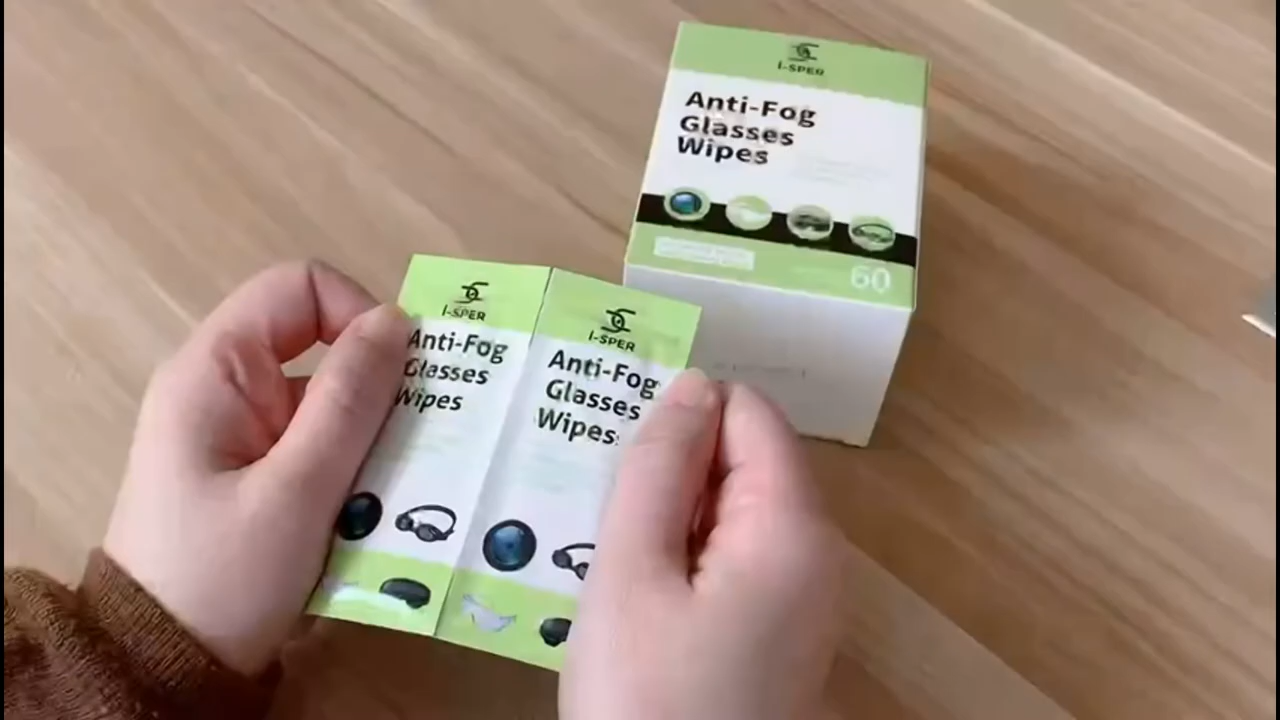 i-SPER
Anti-Fog
Glasses
Wipes
60
i-SPER
Anti-Fog
Glasses
Wipes
i-SPER
Anti-Fog
Glasses
Wipes